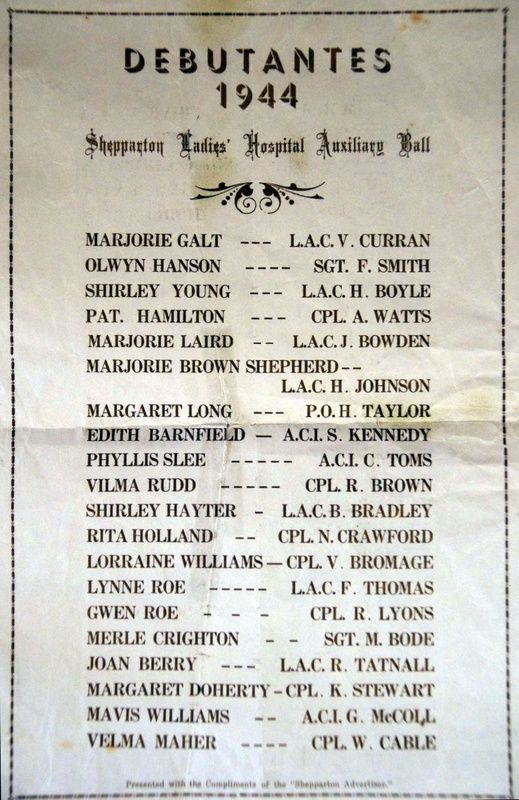 DEBUTANTES
1944
Shepparton Ladies' Hospital Auxiliary Ball
MARJORIE GALT --- L.A.C. V. CURRAN
OLWYN HANSON ---- SGT. F. SMITH
SHIRLEY YOUNG --- L.A.C. H. BOYLE
PAT. HAMILTON --- CPL. A. WATTS
MARJORIE LAIRD -- L.A.C. J. BOWDEN
MARJORIE BROWN SHEPHERD--
L.A.C. H. JOHNSON
MARGARET LONG --- P.O. H. TAYLOR
EDITH BARNFIELD — A.C.I. S. KENNEDY
PHYLLIS SLEE ----- A.C.I. C. TOMS
VILMA RUDD ----- CPL. R. BROWN
SHIRLEY HAYTER - L.A.C. B. BRADLEY
RITA HOLLAND -- CPL. N. CRAWFORD
LORRAINE WILLIAMS — CPL. V. BROMAGE
LYNNE ROE ----- L.A.C. F. THOMAS
GWEN ROE - - - CPL. R. LYONS
MERLE CRIGHTON - - SGT. M. BODE
JOAN BERRY --- L.A.C. R. TATNALL
MARGARET DOHERTY - CPL. K. STEWART
MAVIS WILLIAMS -- A.C.I. G. McCOLL
VELMA MAHER ---- CPL. W. CABLE
Presented with the Compliments of the "Shepparton Advertiser."